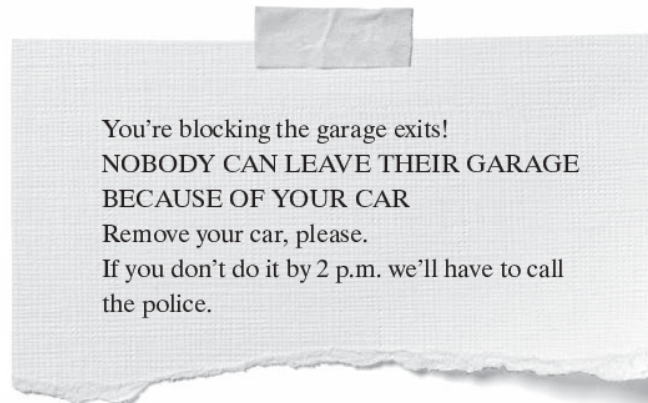 You're blocking the garage exits!
NOBODY CAN LEAVE THEIR GARAGE
BECAUSE OF YOUR CAR
Remove your car, please.
If you don't do it by 2 p.m. we'll have to call
the police.